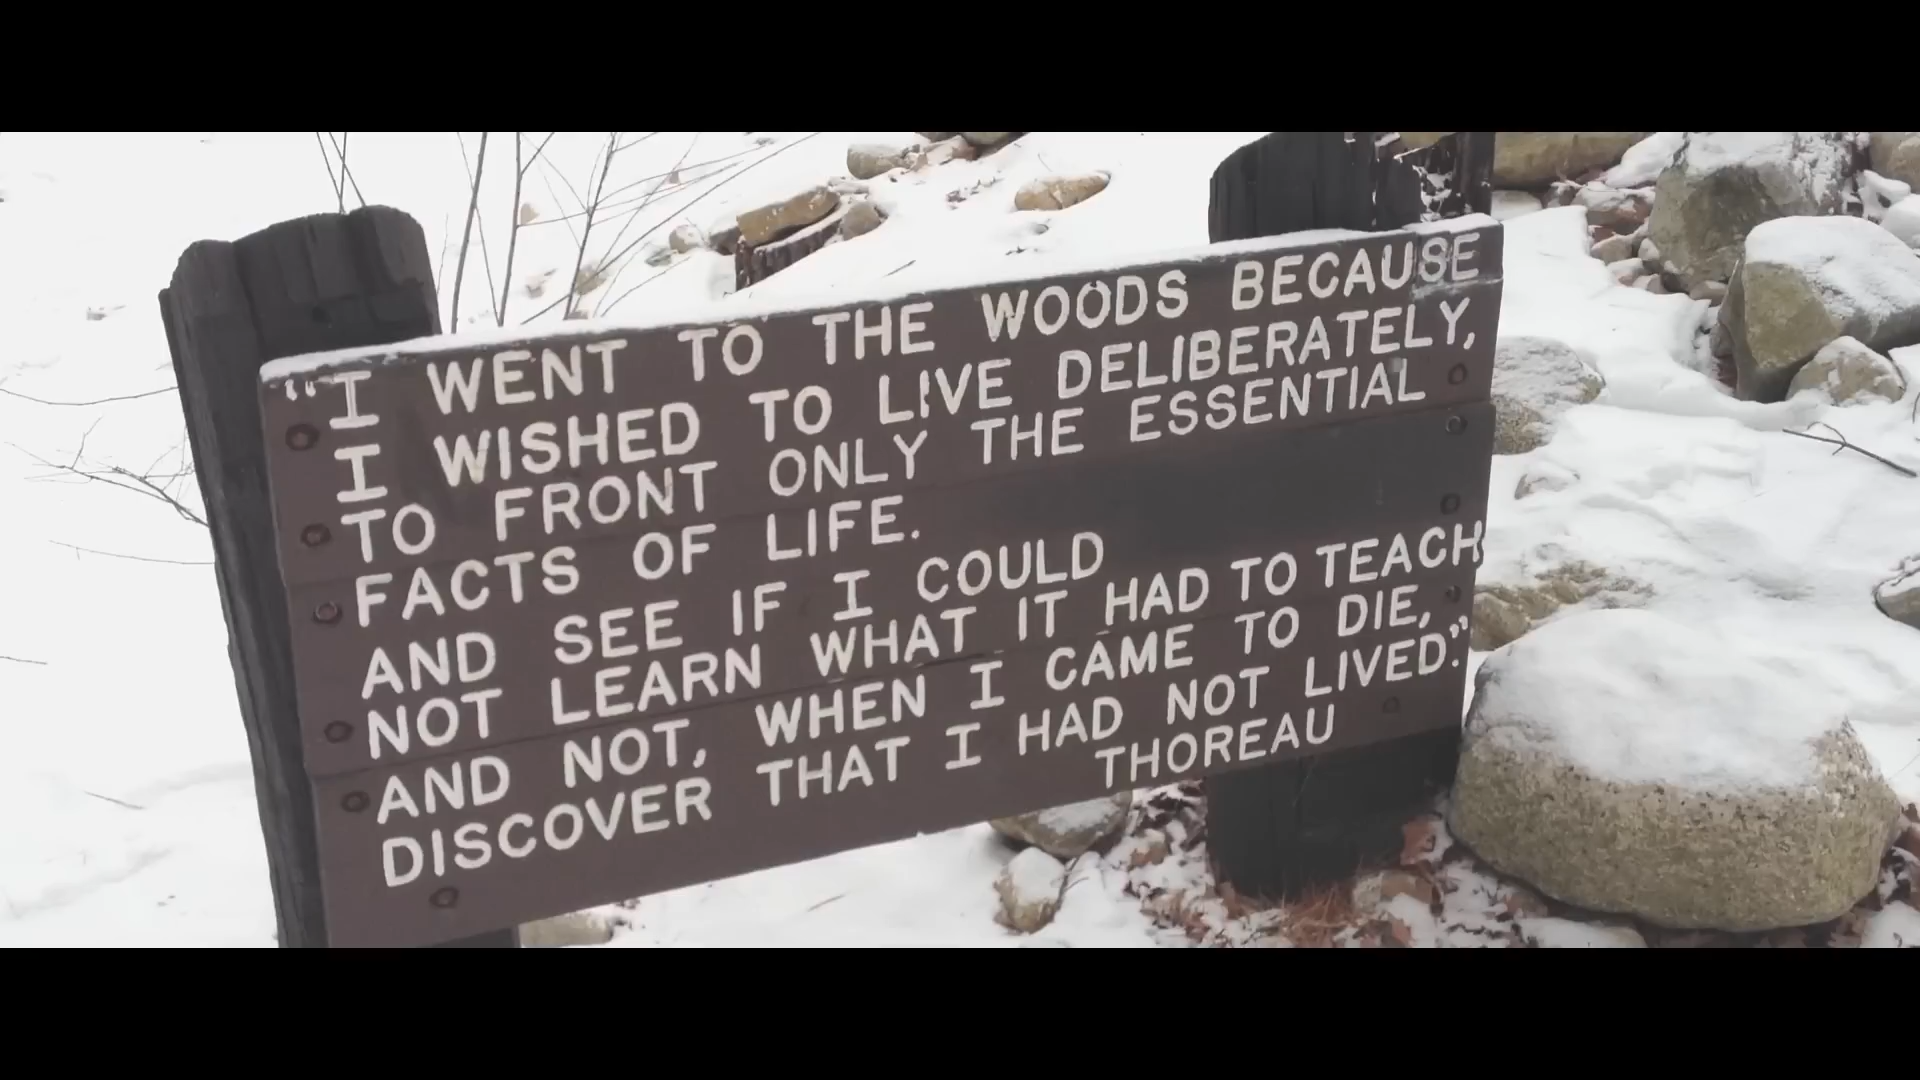 “I WENT TO THE WOODS BECAUSE
I WISHED TO LIVE DELIBERATELY,
TO FRONT ONLY THE ESSENTIAL
FACTS OF LIFE.
AND SEE IF I COULD
NOT LEARN WHAT IT HAD TO TEACH,
AND NOT, WHEN I CAME TO DIE,
DISCOVER THAT I HAD NOT LIVED.”
THOREAU